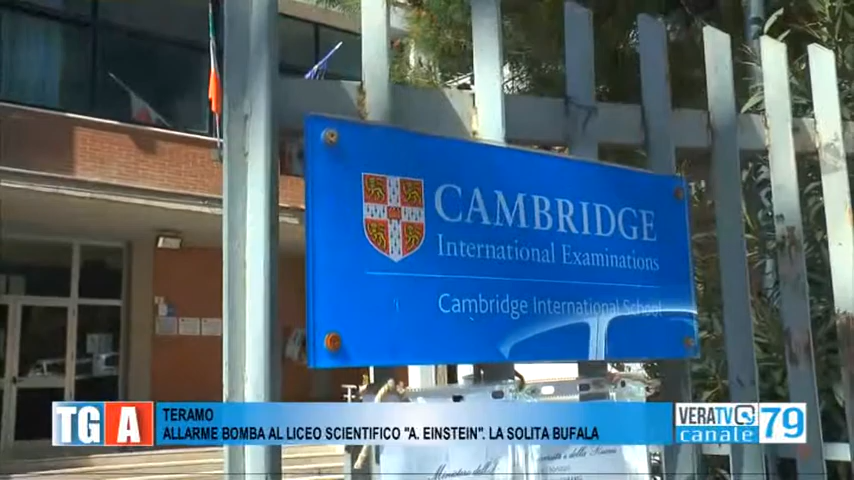 CAMBRIDGE
International Examinations
Cambridge International School
TGA
TERAMO
ALLARME BOMBA AL LICEO SCIENTIFICO "A. EINSTEIN". LA SOLITA BUFALA
VERATV
canale 79